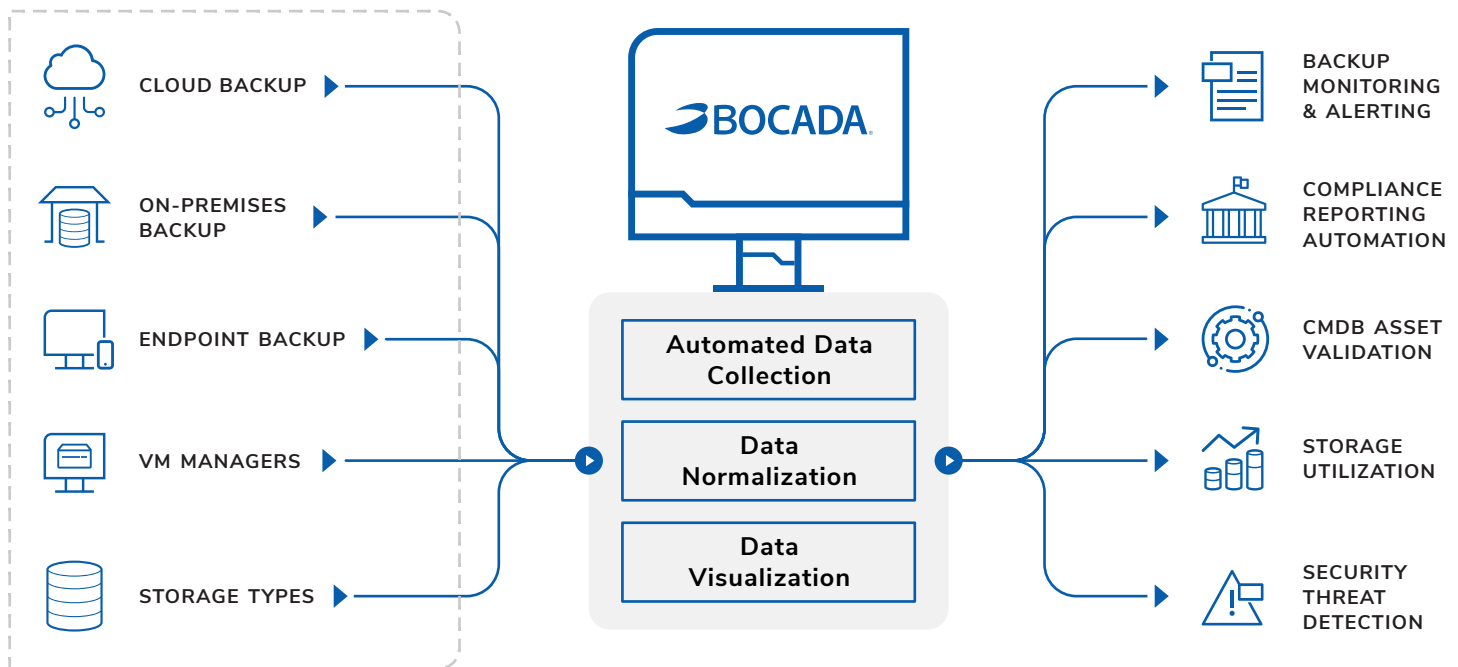 CLOUD BACKUP
ON-PREMISES
BACKUP
ENDPOINT BACKUP
VM MANAGERS
STORAGE TYPES
BOCADA®
Automated Data
Collection
Data
Normalization
Data
Visualization
BACKUP
MONITORING
& ALERTING
COMPLIANCE
REPORTING
AUTOMATION
CMDB ASSET
VALIDATION
STORAGE
UTILIZATION
SECURITY
THREAT
DETECTION